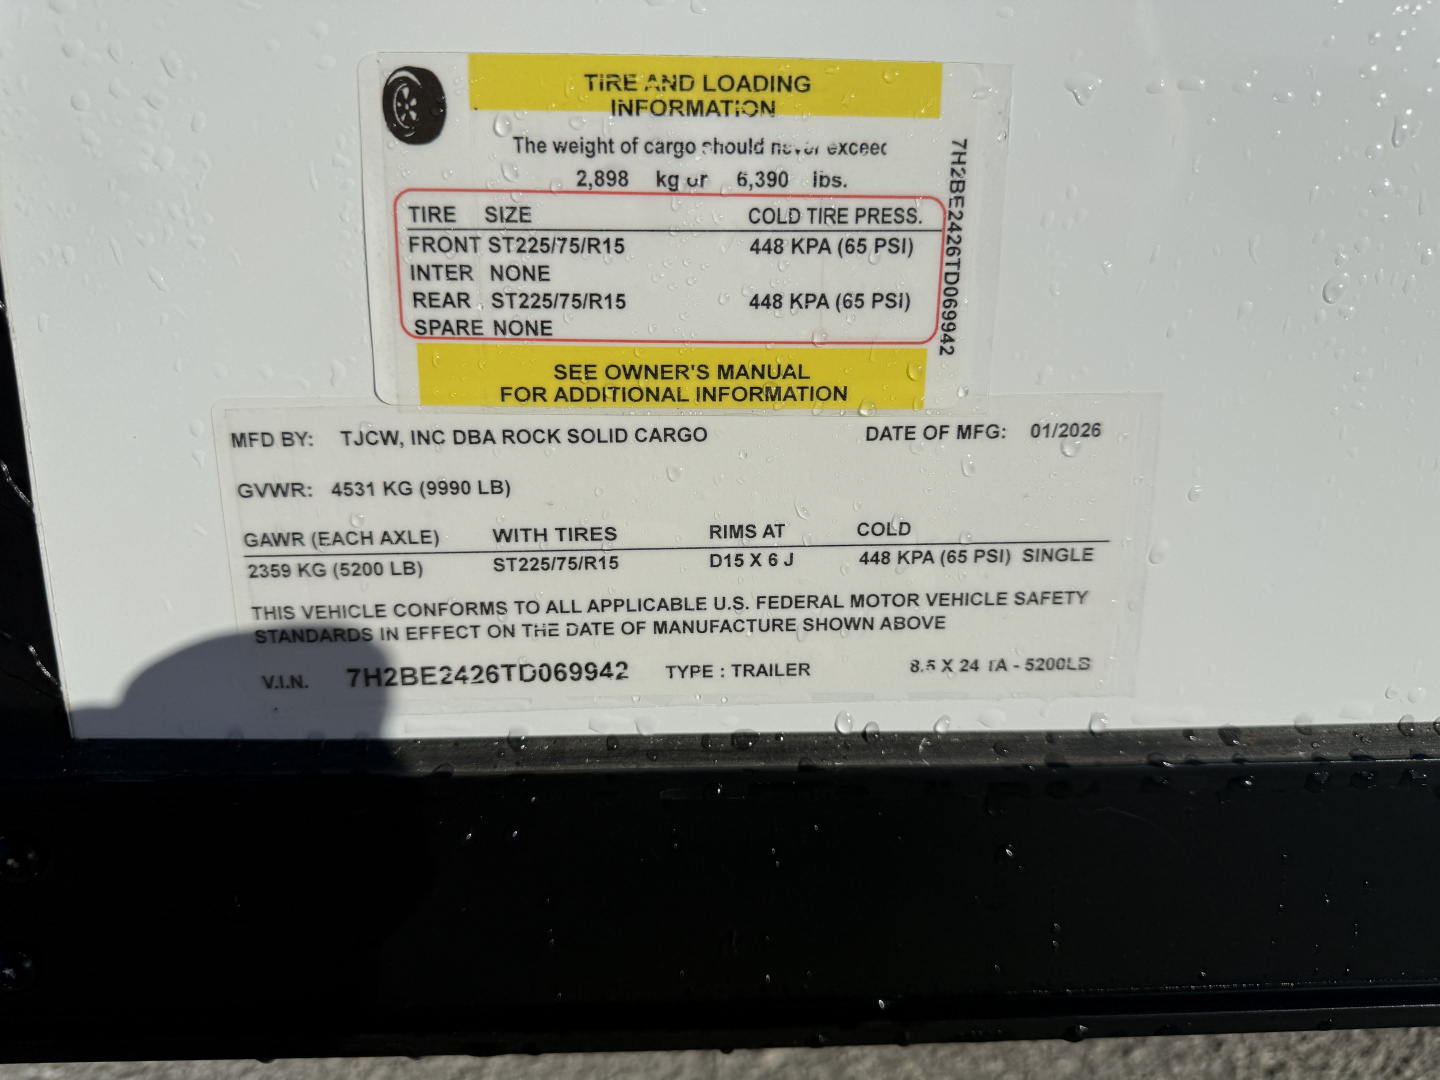 TIRE AND LOADING
INFORMATION
The weight of cargo should never exceed
2,898 kg or 6,390 lbs.
TIRE SIZE COLD TIRE PRESS.
FRONT ST225/75/R15 448 KPA (65 PSI)
INTER NONE
REAR ST225/75/R15 448 KPA (65 PSI)
SPARE NONE
SEE OWNER'S MANUAL
FOR ADDITIONAL INFORMATION
7H2BE2426TD069942
MFD BY: TJCW, INC DBA ROCK SOLID CARGO DATE OF MFG: 01/2026
GVWR: 4531 KG (9990 LB)
GAWR (EACH AXLE) WITH TIRES RIMS AT COLD
2359 KG (5200 LB) ST225/75/R15 D15 X 6 J 448 KPA (65 PSI) SINGLE
THIS VEHICLE CONFORMS TO ALL APPLICABLE U.S. FEDERAL MOTOR VEHICLE SAFETY
STANDARDS IN EFFECT ON THE DATE OF MANUFACTURE SHOWN ABOVE
V.I.N. 7H2BE2426TD069942 TYPE : TRAILER 8.5 X 24 TA - 5200LB